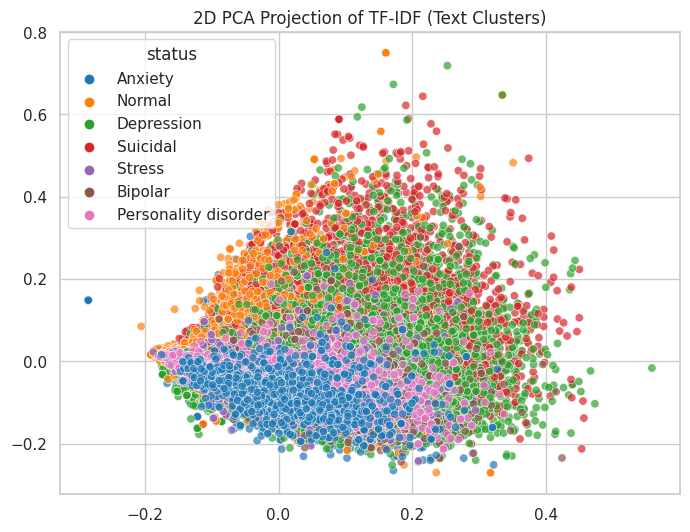 2D PCA Projection of TF-IDF (Text Clusters)
status
Anxiety
Normal
Depression
Suicidal
Stress
Bipolar
Personality disorder
0.8
0.6
0.4
0.2
0.0
−0.2
−0.2 0.0 0.2 0.4